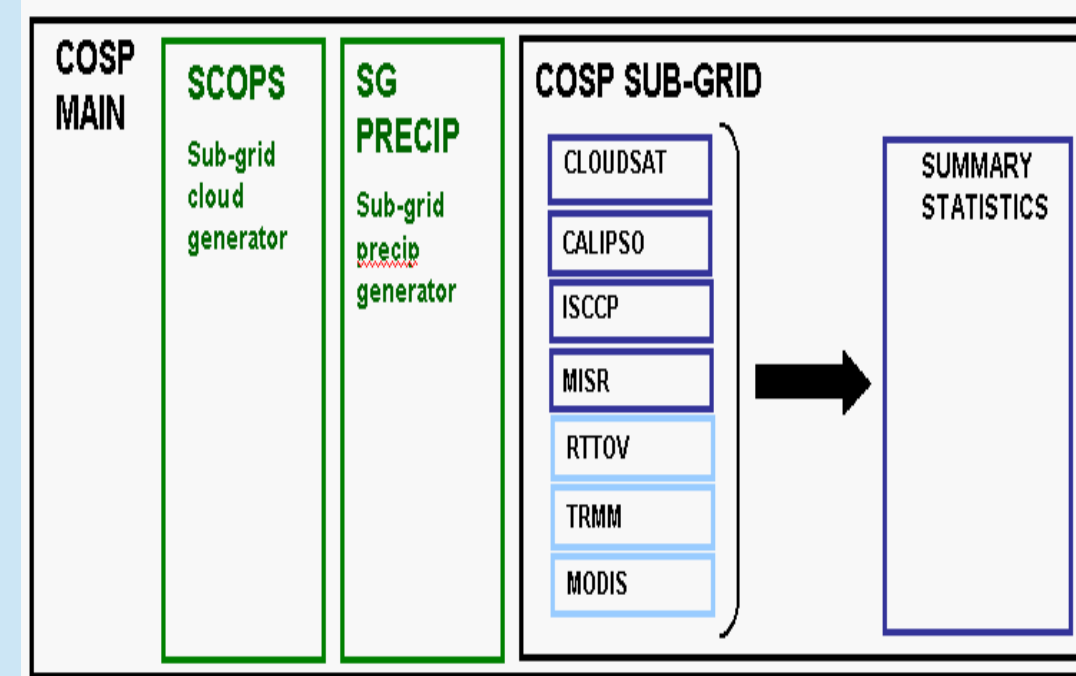 COSP
MAIN
SCOPS
Sub-grid
cloud
generator
SG
PRECIP
Sub-grid
precip
generator
COSP SUB-GRID
CLOUDSAT
CALIPSO
ISCCP
MISR
RTTOV
TRMM
MODIS
SUMMARY
STATISTICS